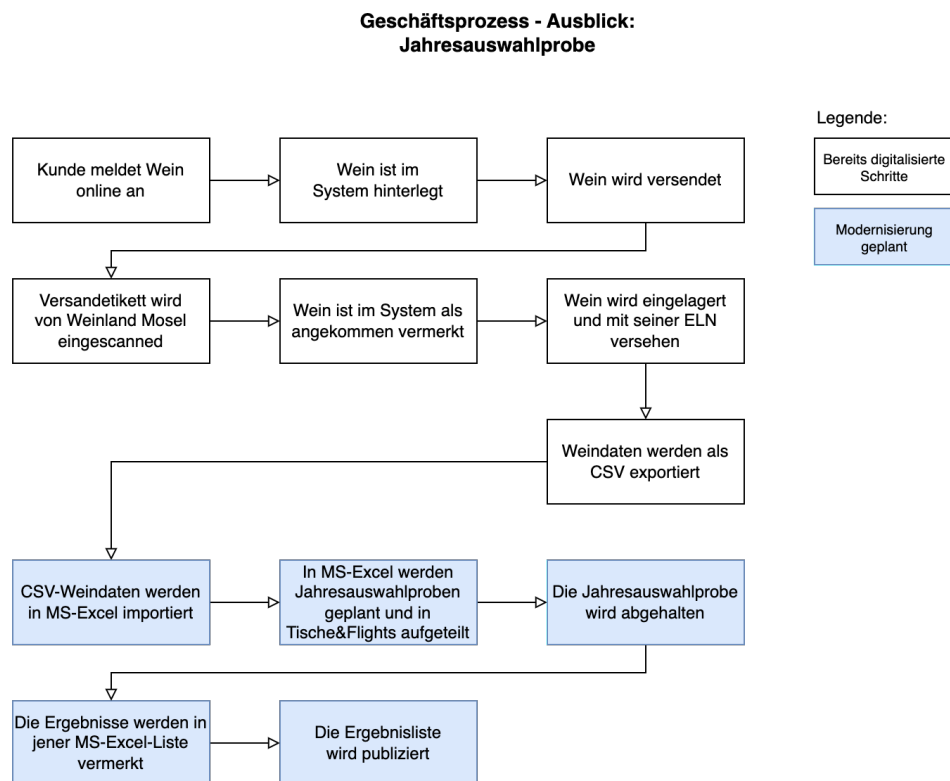 Geschäftsprozess - Ausblick:
Jahresauswahlprobe
Legende:
Bereits digitalisierte
Schritte
Modernisierung
geplant
Kunde meldet Wein
online an
Wein ist im
System hinterlegt
Wein wird versendet
Versandetikett wird
von Weinland Mosel
eingescanned
Wein ist im System als
angekommen vermerkt
Wein wird eingelagert
und mit seiner ELN
versehen
Weindaten werden als
CSV exportiert
CSV-Weindaten werden
in MS-Excel importiert
In MS-Excel werden
Jahresauswahlproben
geplant und in
Tische&Flights aufgeteilt
Die Jahresauswahlprobe
wird abgehalten
Die Ergebnisse werden in
jener MS-Excel-Liste
vermerkt
Die Ergebnisliste
wird publiziert